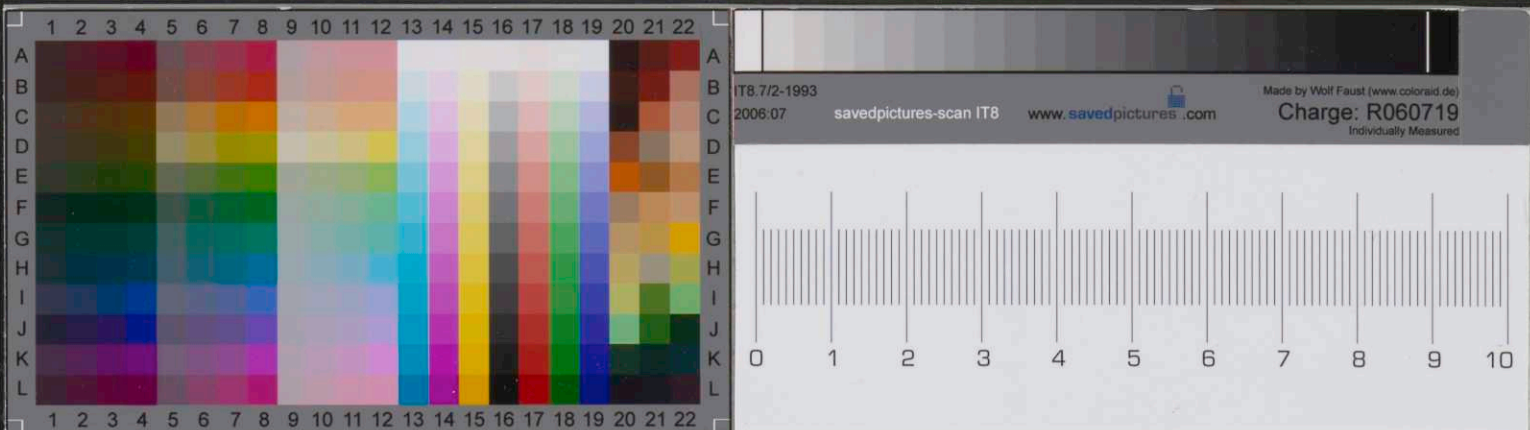 1 2 3 4 5 6 7 8 9 10 11 12 13 14 15 16 17 18 19 20 21 22
A A
B B
C C
D D
E E
F F
G G
H H
I I
J J
K K
L L
1 2 3 4 5 6 7 8 9 10 11 12 13 14 15 16 17 18 19 20 21 22
IT8.7/2-1993
2006:07
savedpictures-scan IT8
www.savedpictures.com
Made by Wolf Faust (www.coloraid.de)
Charge: R060719
Individually Measured
0 1 2 3 4 5 6 7 8 9 10